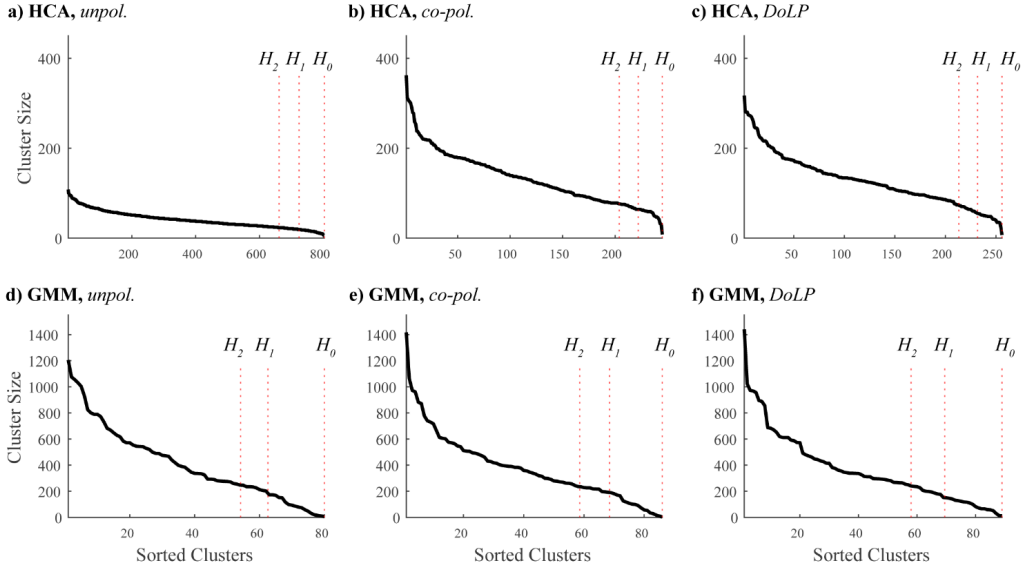 a) HCA, unpol.
b) HCA, co-pol.
c) HCA, DoLP
400
200
0
Cluster Size
H2 H1 H0
200 400 600 800
400
200
0
H2 H1 H0
50 100 150 200
400
200
0
H2 H1 H0
50 100 150 200 250
d) GMM, unpol.
e) GMM, co-pol.
f) GMM, DoLP
1400
1200
1000
800
600
400
200
0
Cluster Size
H2 H1 H0
20 40 60 80
Sorted Clusters
1400
1200
1000
800
600
400
200
0
H2 H1 H0
20 40 60 80
Sorted Clusters
1400
1200
1000
800
600
400
200
0
H2 H1 H0
20 40 60 80
Sorted Clusters